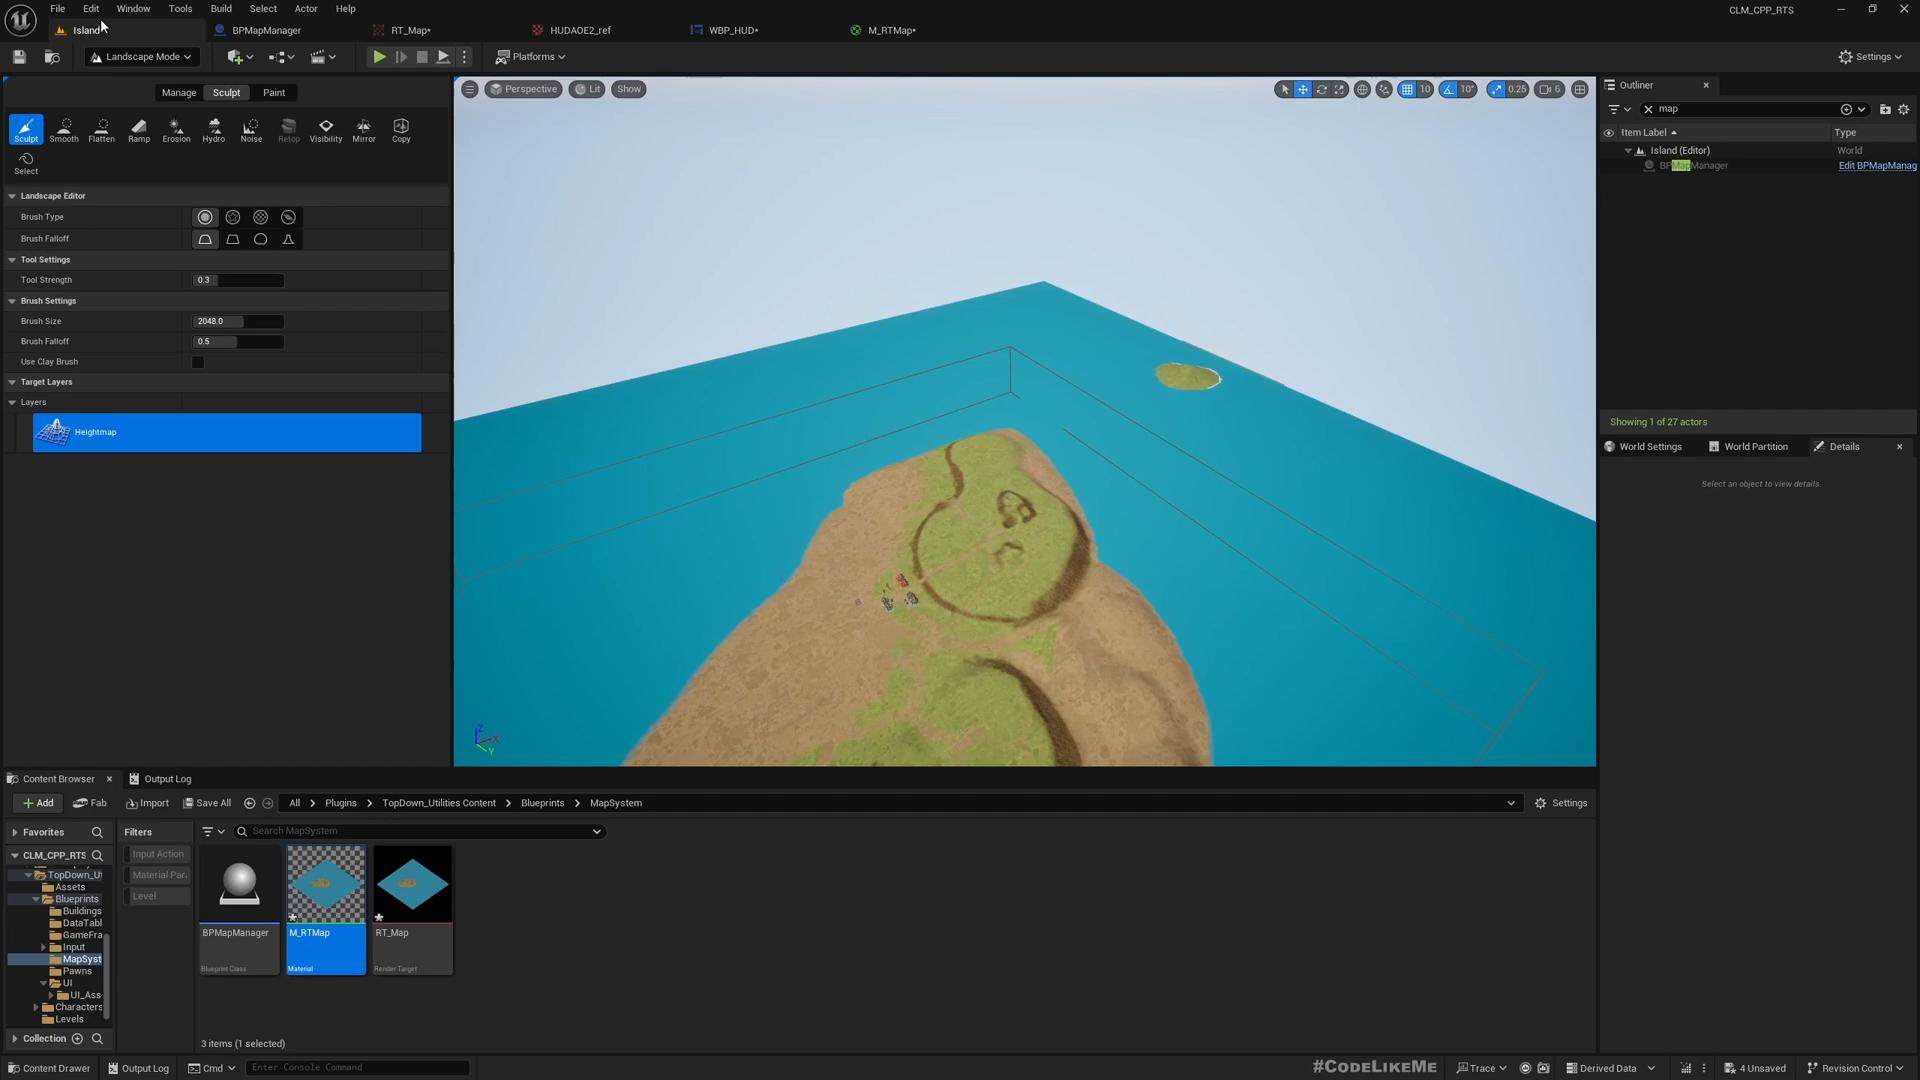 File Edit Window Tools Build Select Actor Help
CLM_CPP_RTS
Island
BPMapManager
RT_Map*
HUDAOE2_ref
WBP_HUD*
M_RTMap*
Landscape Mode
Platforms
Settings
Manage Sculpt Paint
Perspective Lit Show
10 10° 0.25 6
Outliner
map
Item Label Type
Island (Editor) World
BPMapManager Edit BPMapManag
Sculpt Smooth Flatten Ramp Erosion Hydro Noise Retop Visibility Mirror Copy
Select
Landscape Editor
Brush Type
Brush Falloff
Tool Settings
Tool Strength 0.3
Brush Settings
Brush Size 2048.0
Brush Falloff 0.5
Use Clay Brush
Target Layers
Layers
Heightmap
Z
X
Y
Showing 1 of 27 actors
World Settings World Partition Details
Select an object to view details.
Content Browser Output Log
Add Fab Import Save All All Plugins TopDown_Utilities Content Blueprints MapSystem Settings
Favorites
Filters
Search MapSystem
CLM_CPP_RTS
TopDown_Ut
Assets
Blueprints
Buildings
DataTabl
GameFra
Input
MapSyst
Pawns
UI
UI_Ass
Characters
Levels
Collection
Input Action
Material Par
Level
BPMapManager
Blueprint Class
M_RTMap
Material
RT_Map
Render Target
3 items (1 selected)
Content Drawer Output Log Cmd Enter Console Command
#CODELIKEME
Trace Derived Data 4 Unsaved Revision Control